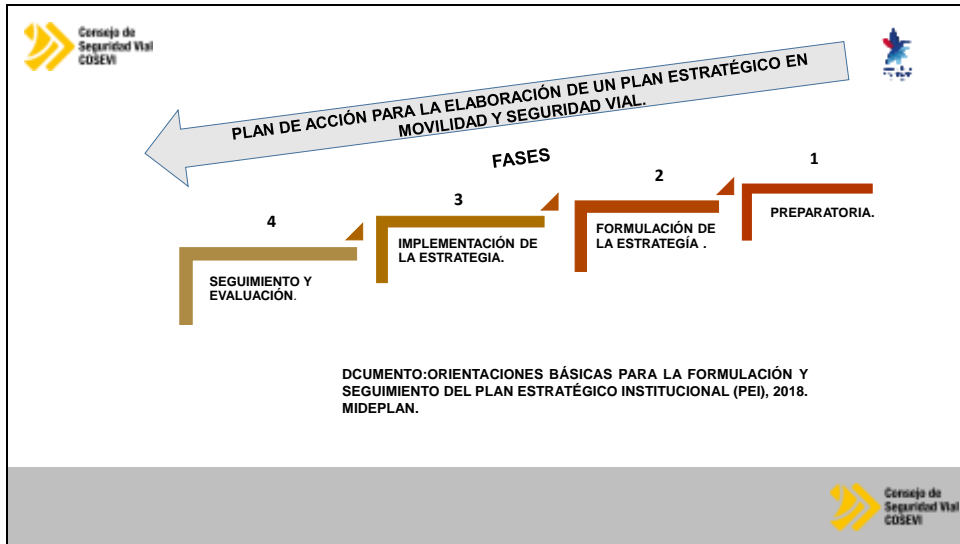 Consejo de
Seguridad Vial
COSEVI
PLAN DE ACCIÓN PARA LA ELABORACIÓN DE UN PLAN ESTRATÉGICO EN
MOVILIDAD Y SEGURIDAD VIAL.
FASES
1
PREPARATORIA.
2
FORMULACIÓN DE
LA ESTRATEGÍA .
3
IMPLEMENTACIÓN DE
LA ESTRATEGIA.
4
SEGUIMIENTO Y
EVALUACIÓN.
DCUMENTO:ORIENTACIONES BÁSICAS PARA LA FORMULACIÓN Y
SEGUIMIENTO DEL PLAN ESTRATÉGICO INSTITUCIONAL (PEI), 2018.
MIDEPLAN.
Consejo de
Seguridad Vial
COSEVI